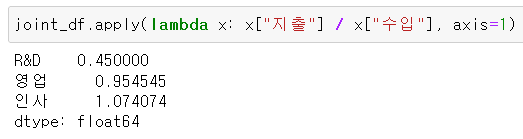 joint_df.apply(lambda x: x["지출"] / x["수입"], axis=1)
R&D    0.450000
영업     0.954545
인사     1.074074
dtype: float64